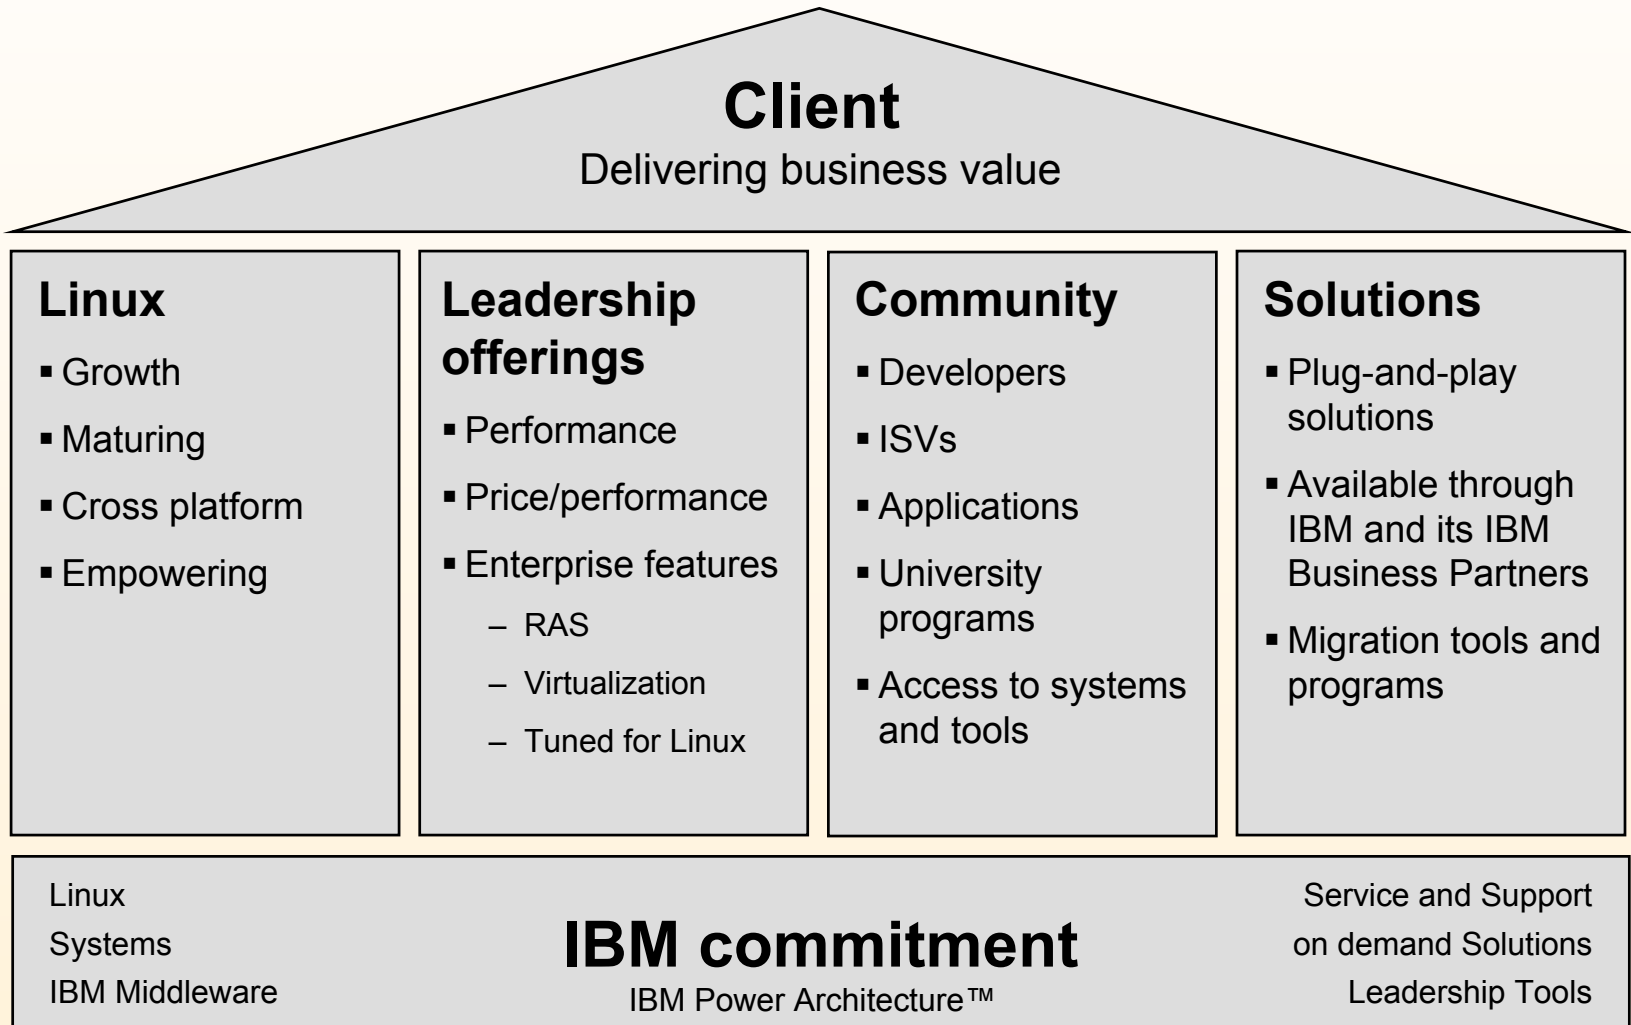 Client
Delivering business value
Linux
▪ Growth
▪ Maturing
▪ Cross platform
▪ Empowering
Leadership
offerings
▪ Performance
▪ Price/performance
▪ Enterprise features
– RAS
– Virtualization
– Tuned for Linux
Community
▪ Developers
▪ ISVs
▪ Applications
▪ University
programs
▪ Access to systems
and tools
Solutions
▪ Plug-and-play
solutions
▪ Available through
IBM and its IBM
Business Partners
▪ Migration tools and
programs
Linux
Systems
IBM Middleware
IBM commitment
IBM Power Architecture™
Service and Support
on demand Solutions
Leadership Tools